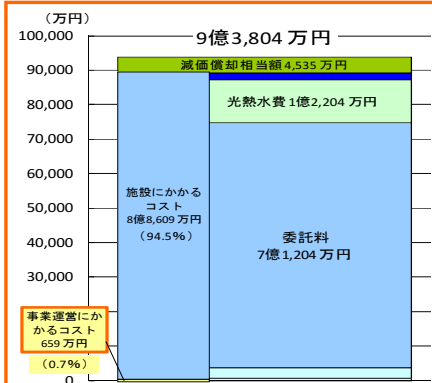 (万円)
9億3,804 万円
100,000
90,000
80,000
70,000
60,000
50,000
40,000
30,000
0
減価償却相当額 4,535 万円
光熱水費 1億2,204 万円
施設にかかる
コスト
8億8,609 万円
(94.5%)
委託料
7億1,204 万円
事業運営にか
かるコスト
659 万円
(0.7%)